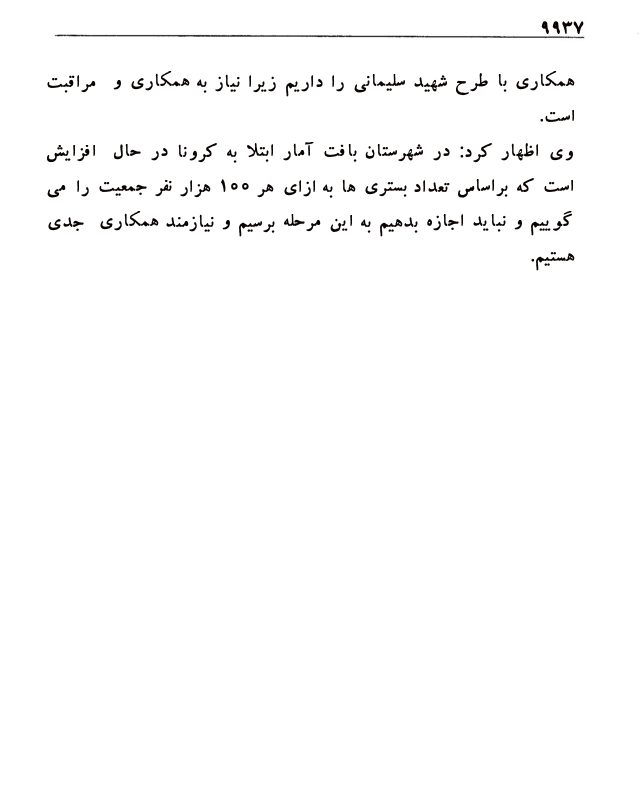 ۹۹۳۷
همکاری با طرح شهید سلیمانی را داریم زیرا نیاز به همکاری و مراقبت
است.
وی اظهار کرد: در شهرستان بافت آمار ابتلا به کرونا در حال افزایش
است که براساس تعداد بستری ها به ازای هر ۱۰۰ هزار نفر جمعیت را می
گوییم و نباید اجازه بدهیم به این مرحله برسیم و نیازمند همکاری جدی
هستیم.